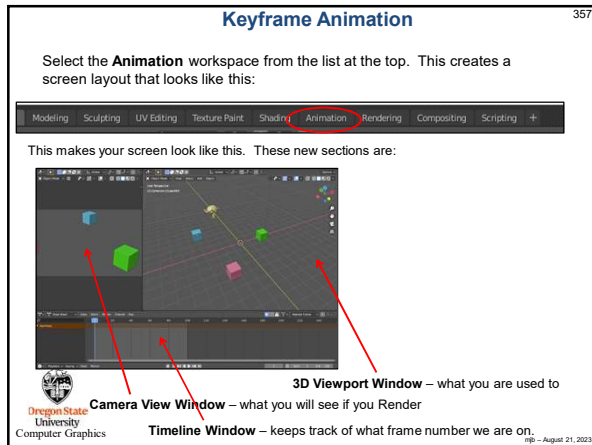 Keyframe Animation
357
Select the Animation workspace from the list at the top. This creates a
screen layout that looks like this:
Modeling Sculpting UV Editing Texture Paint Shading Animation Rendering Compositing Scripting +
This makes your screen look like this. These new sections are:
3D Viewport Window – what you are used to
Camera View Window – what you will see if you Render
Timeline Window – keeps track of what frame number we are on.
Oregon State
University
Computer Graphics
mjb – August 21, 2023